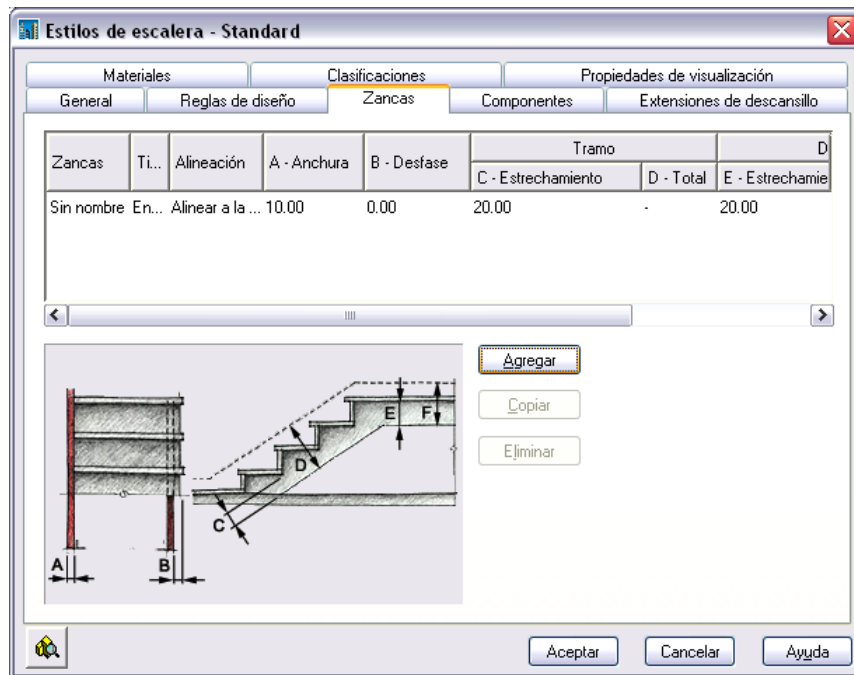 Estilos de escalera - Standard
Materiales Clasificaciones Propiedades de visualización
General Reglas de diseño Zancas Componentes Extensiones de descansillo
Tramo D
Zancas Ti... Alineación A - Anchura B - Desfase
C - Estrechamiento D - Total E - Estrechamie
Sin nombre En... Alinear a la ... 10.00 0.00 20.00 - 20.00
Agregar
Copiar
Eliminar
E F
D
C
A B
Aceptar Cancelar Ayuda